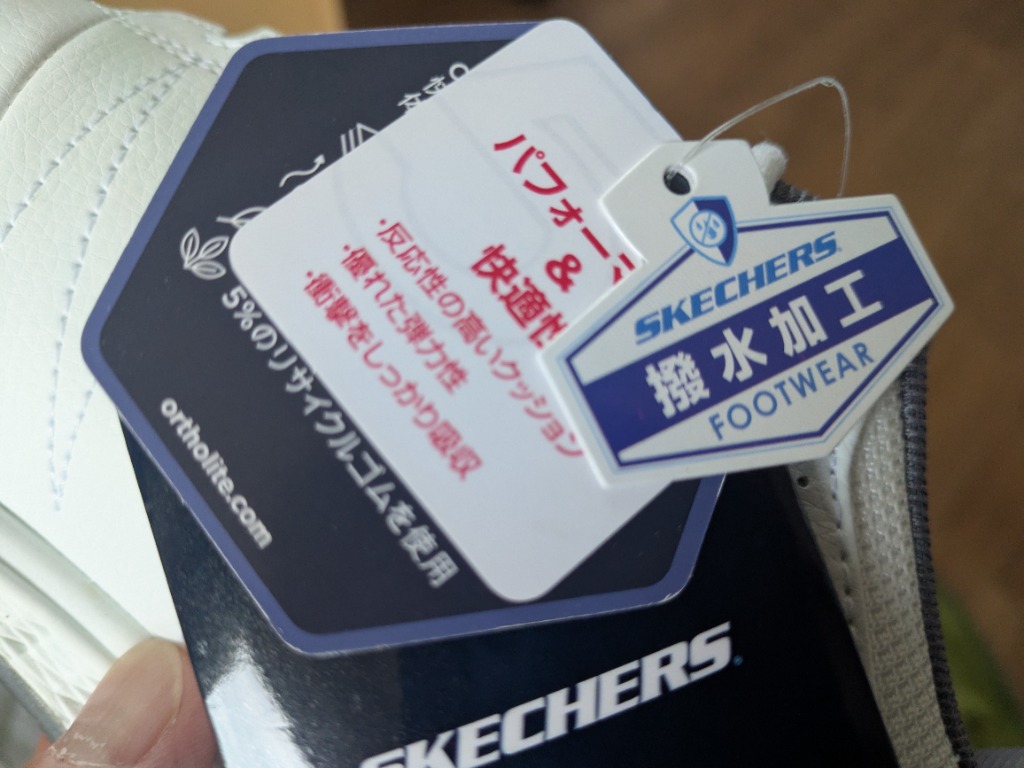 パフォー
&
快適性
・反応性の高いクッション
・優れた弾力性
・衝撃をしっかり吸収
SKECHERS
撥水加工
FOOTWEAR
5%のリサイクルゴムを使用
ortholite.com
SKECHERS